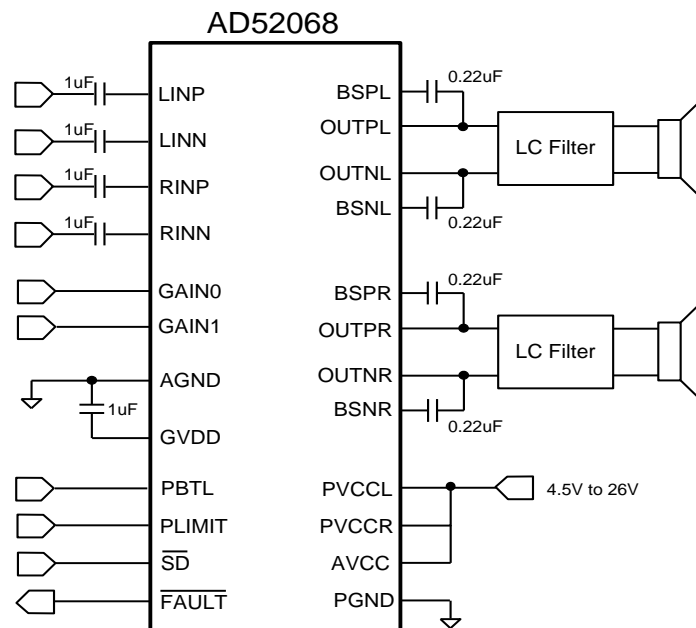 AD52068
1uF
LINP
1uF
LINN
1uF
RINP
1uF
RINN
GAIN0
GAIN1
AGND
1uF
GVDD
PBTL
PLIMIT
SD
FAULT
BSPL
0.22uF
OUTPL
LC Filter
OUTNL
BSNL
0.22uF
BSPR
0.22uF
OUTPR
LC Filter
OUTNR
BSNR
0.22uF
PVCCL
4.5V to 26V
PVCCR
AVCC
PGND